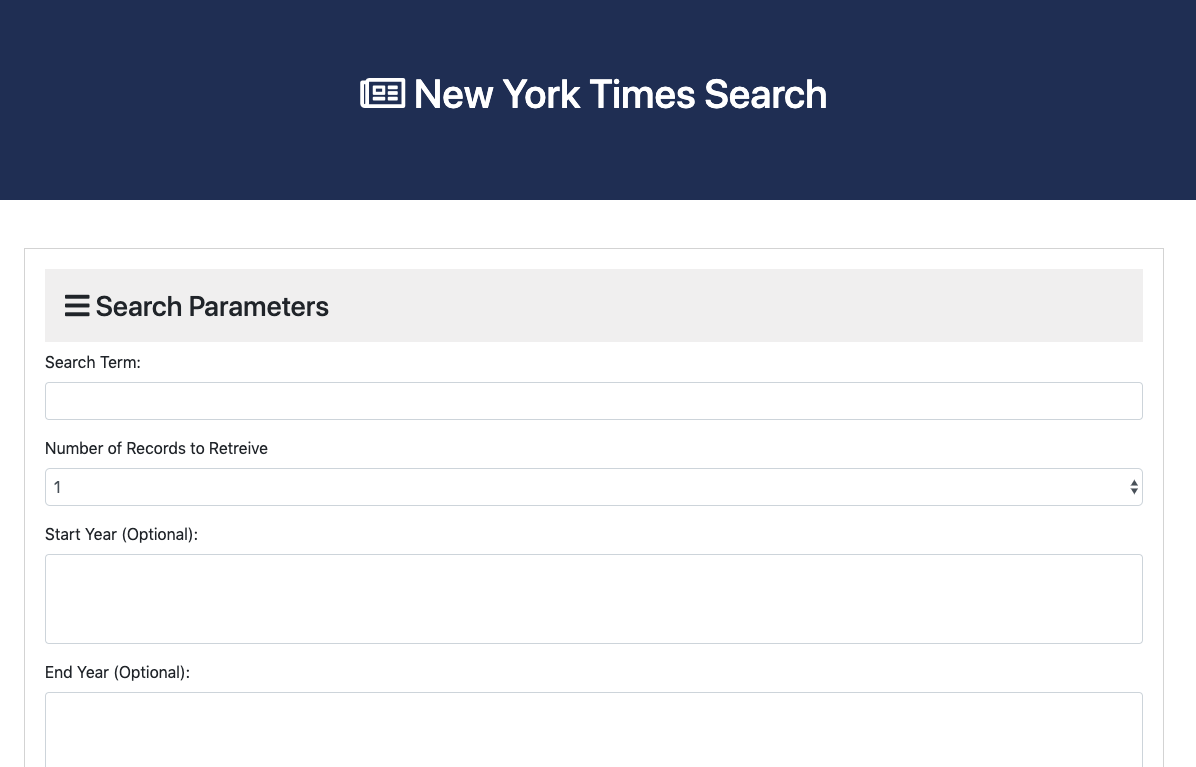 New York Times Search
Search Parameters
Search Term:
Number of Records to Retreive
1
Start Year (Optional):
End Year (Optional):